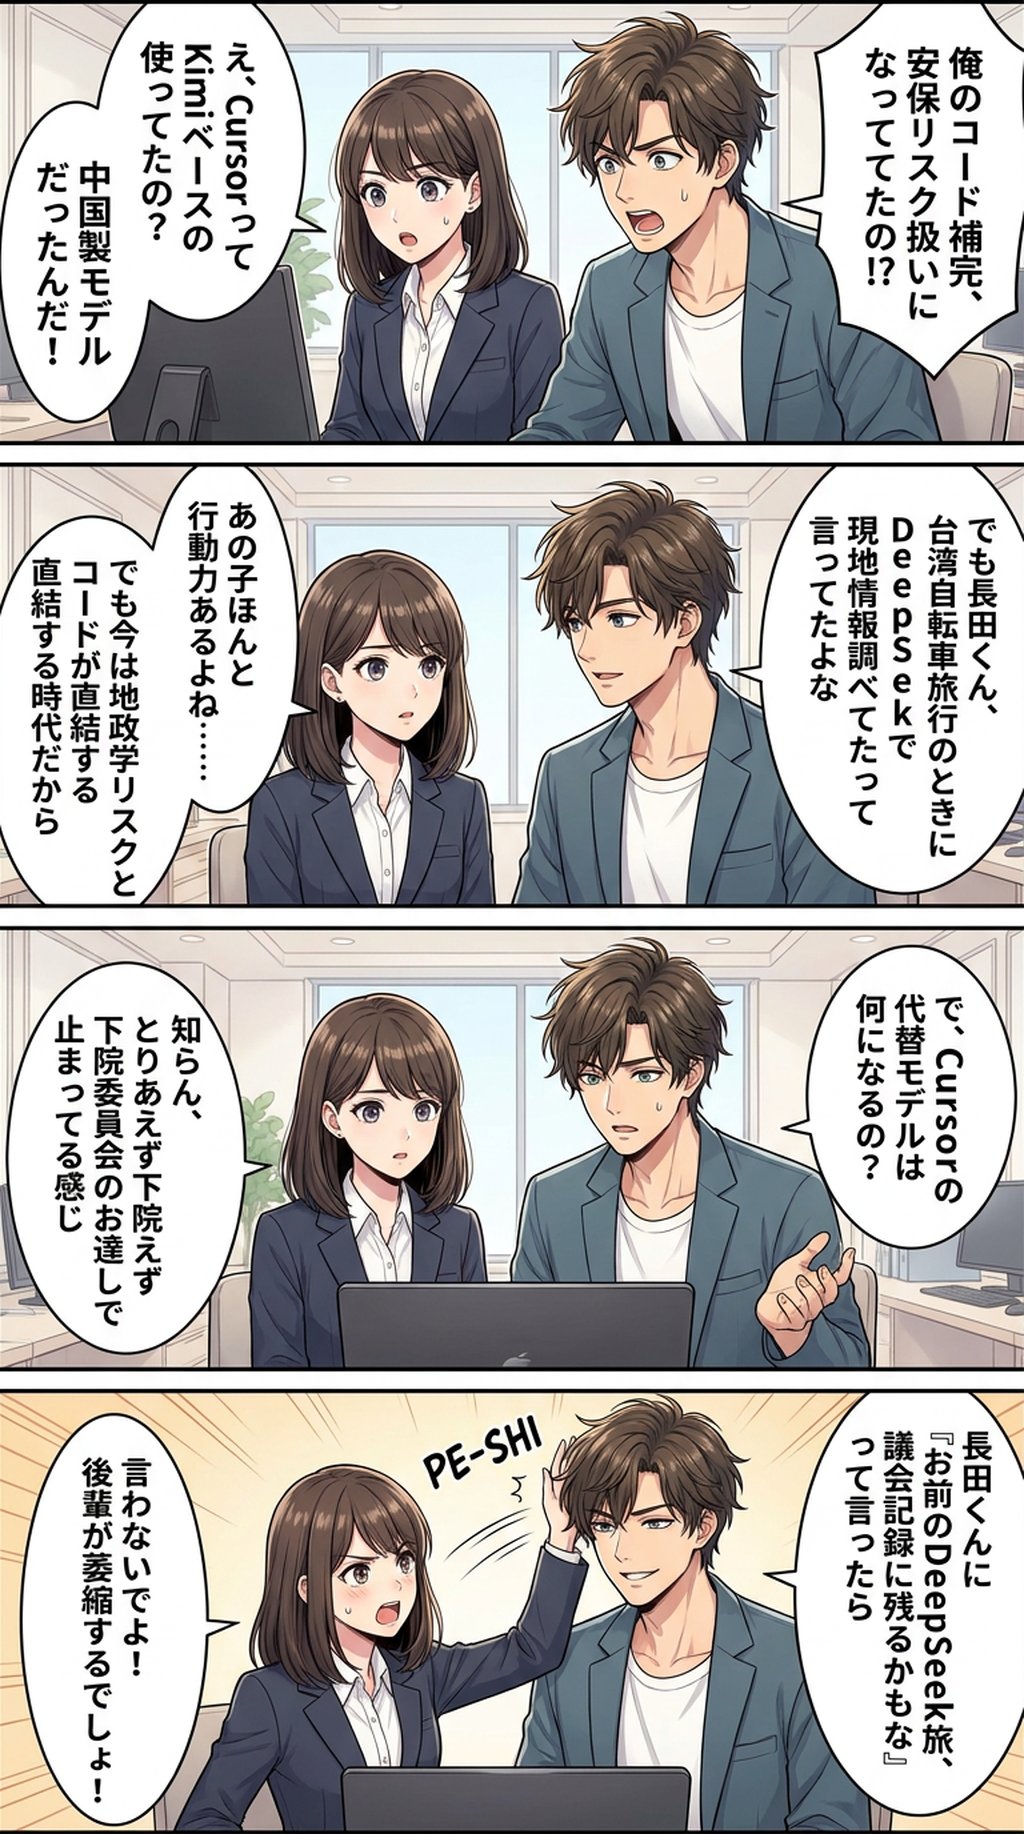 俺のコード補完、
安保リスク扱いに
なっててたの!?
え、Cursorって
Kimiベースの
使ってたの？
中国製モデル
だったんだ！
でも長田くん、
台湾自転車旅行のときに
DeepSeekで
現地情報調べてたって
言ってたよな
あの子ほんと
行動力あるよね……
でも今は地政学リスクと
コードが直結する
直結する時代だから
で、Cursorの
代替モデルは
何になるの？
知らん、
とりあえず下院えず
下院委員会のお達しで
止まってる感じ
長田くんに
『お前のDeepSeek旅、
議会記録に残るかもな』
って言ったら
PE-SHI
言わないでよ！
後輩が萎縮するでしょ！